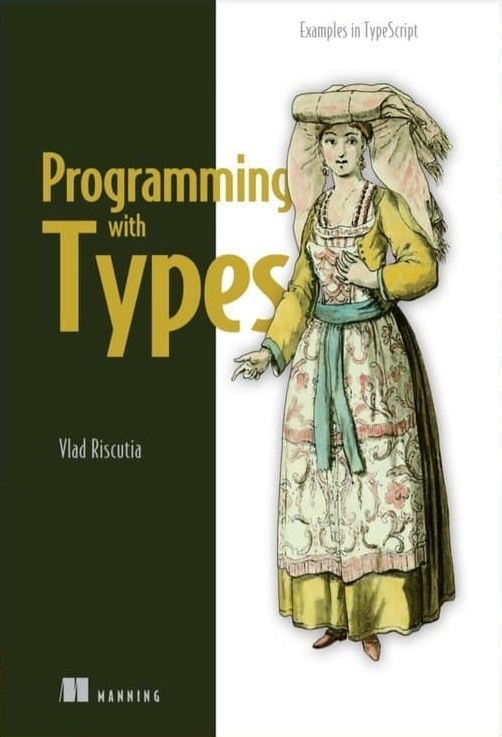 Examples in TypeScript
Programming
with
Types
Vlad Riscutia
MANNING